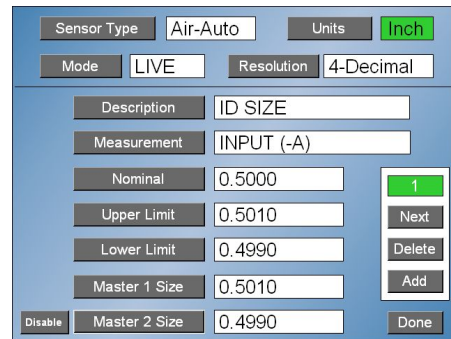 Sensor Type Air-Auto Units Inch
Mode LIVE Resolution 4-Decimal
Description ID SIZE
Measurement INPUT (-A)
Nominal 0.5000
1
Upper Limit 0.5010 Next
Lower Limit 0.4990 Delete
Master 1 Size 0.5010 Add
Disable Master 2 Size 0.4990 Done